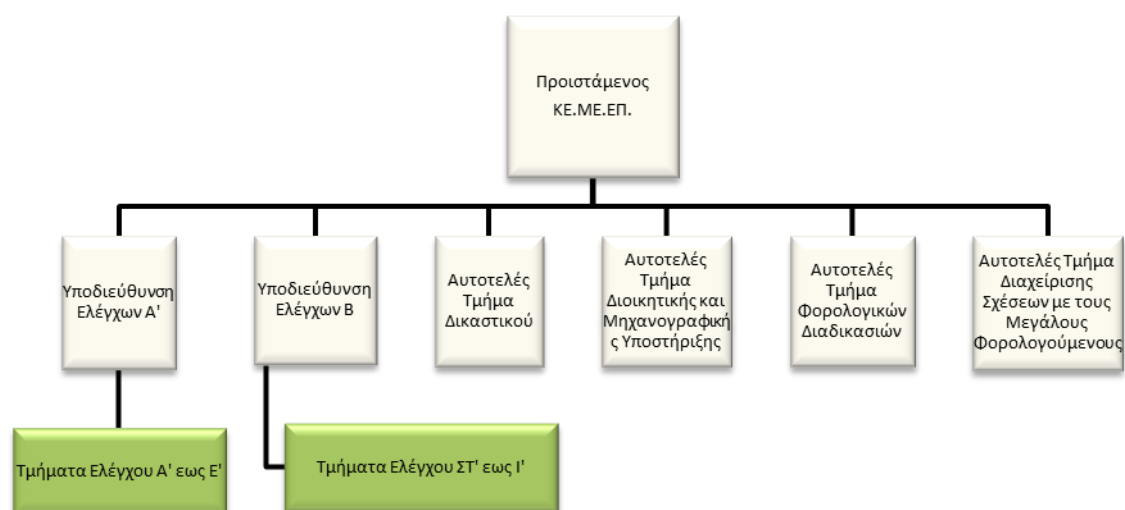 Προιστάμενος
ΚΕ.ΜΕ.ΕΠ.
Υποδιεύθυνση
Ελέγχων Α'
Υποδιεύθυνση
Ελέγχων Β
Αυτοτελές
Τμήμα
Δικαστικού
Αυτοτελές
Τμήμα
Διοικητικής και
Μηχανογραφική
ς Υποστήριξης
Αυτοτελές
Τμήμα
Φορολογικών
Διαδικασιών
Αυτοτελές Τμήμα
Διαχείρισης
Σχέσεων με τους
Μεγάλους
Φορολογούμενους
Τμήματα Ελέγχου Α' εως Ε'
Τμήματα Ελέγχου ΣΤ' εως Ι'